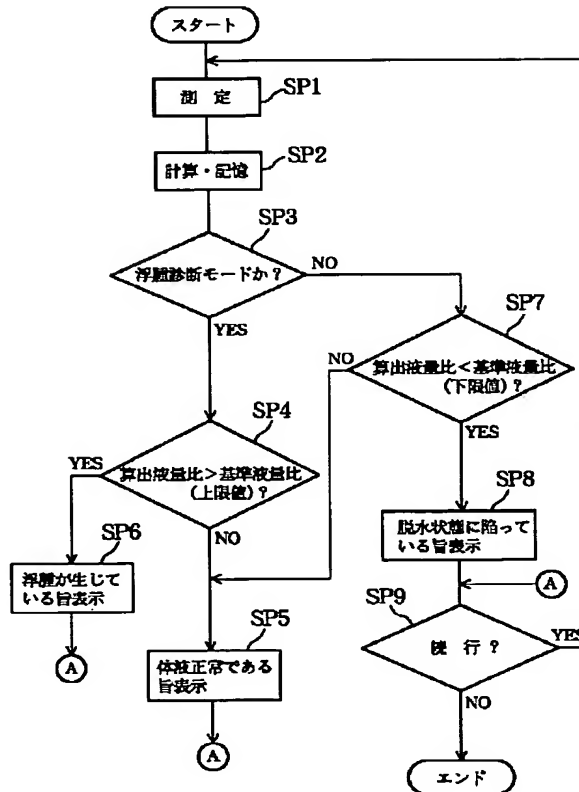 スタート
測 定
SP1
計算・記憶
SP2
SP3
浮腫診断モードか?
NO
YES
SP7
算出液量比<基準液量比
(下限値)?
NO
YES
SP4
算出液量比>基準液量比
(上限値)?
YES
NO
SP8
脱水状態に陥って
いる旨表示
SP6
浮腫が生じて
いる旨表示
A
A
SP9
続 行 ?
YES
NO
SP5
体液正常である
旨表示
A
エンド